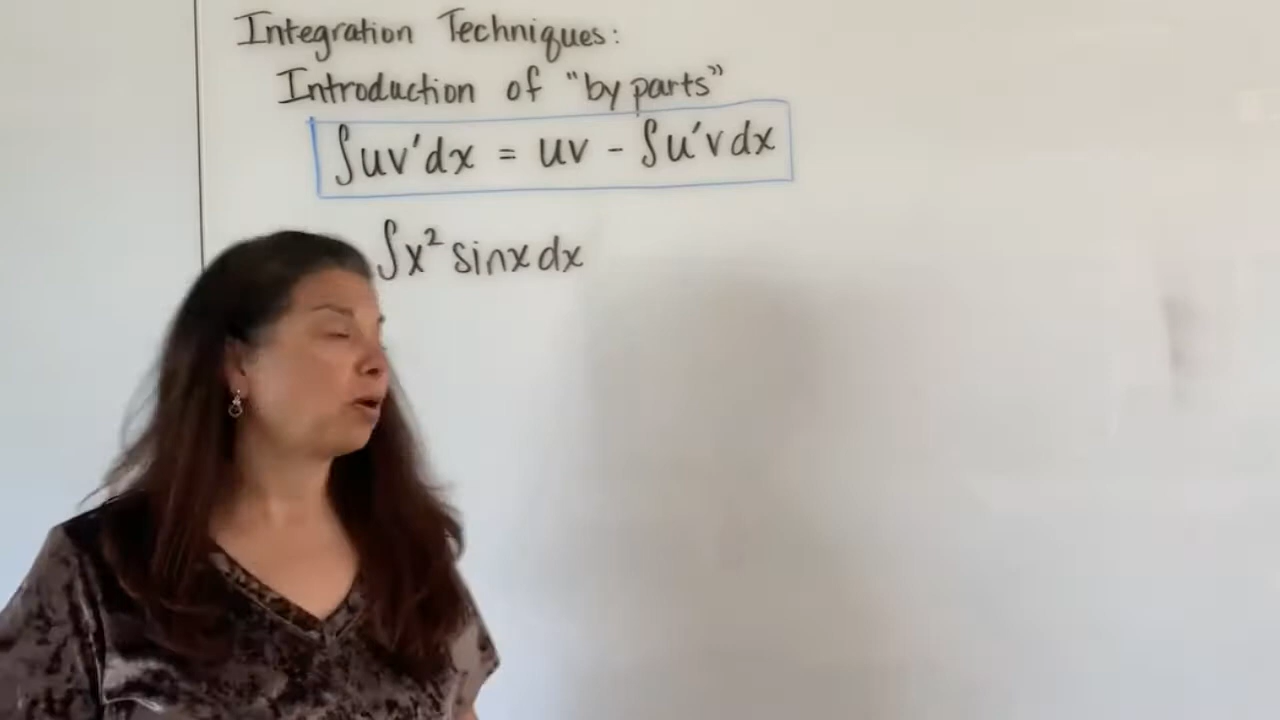 Integration Techniques:
Introduction of "by parts"
∫uv'dx = uv - ∫u'vdx
∫x² sinx dx